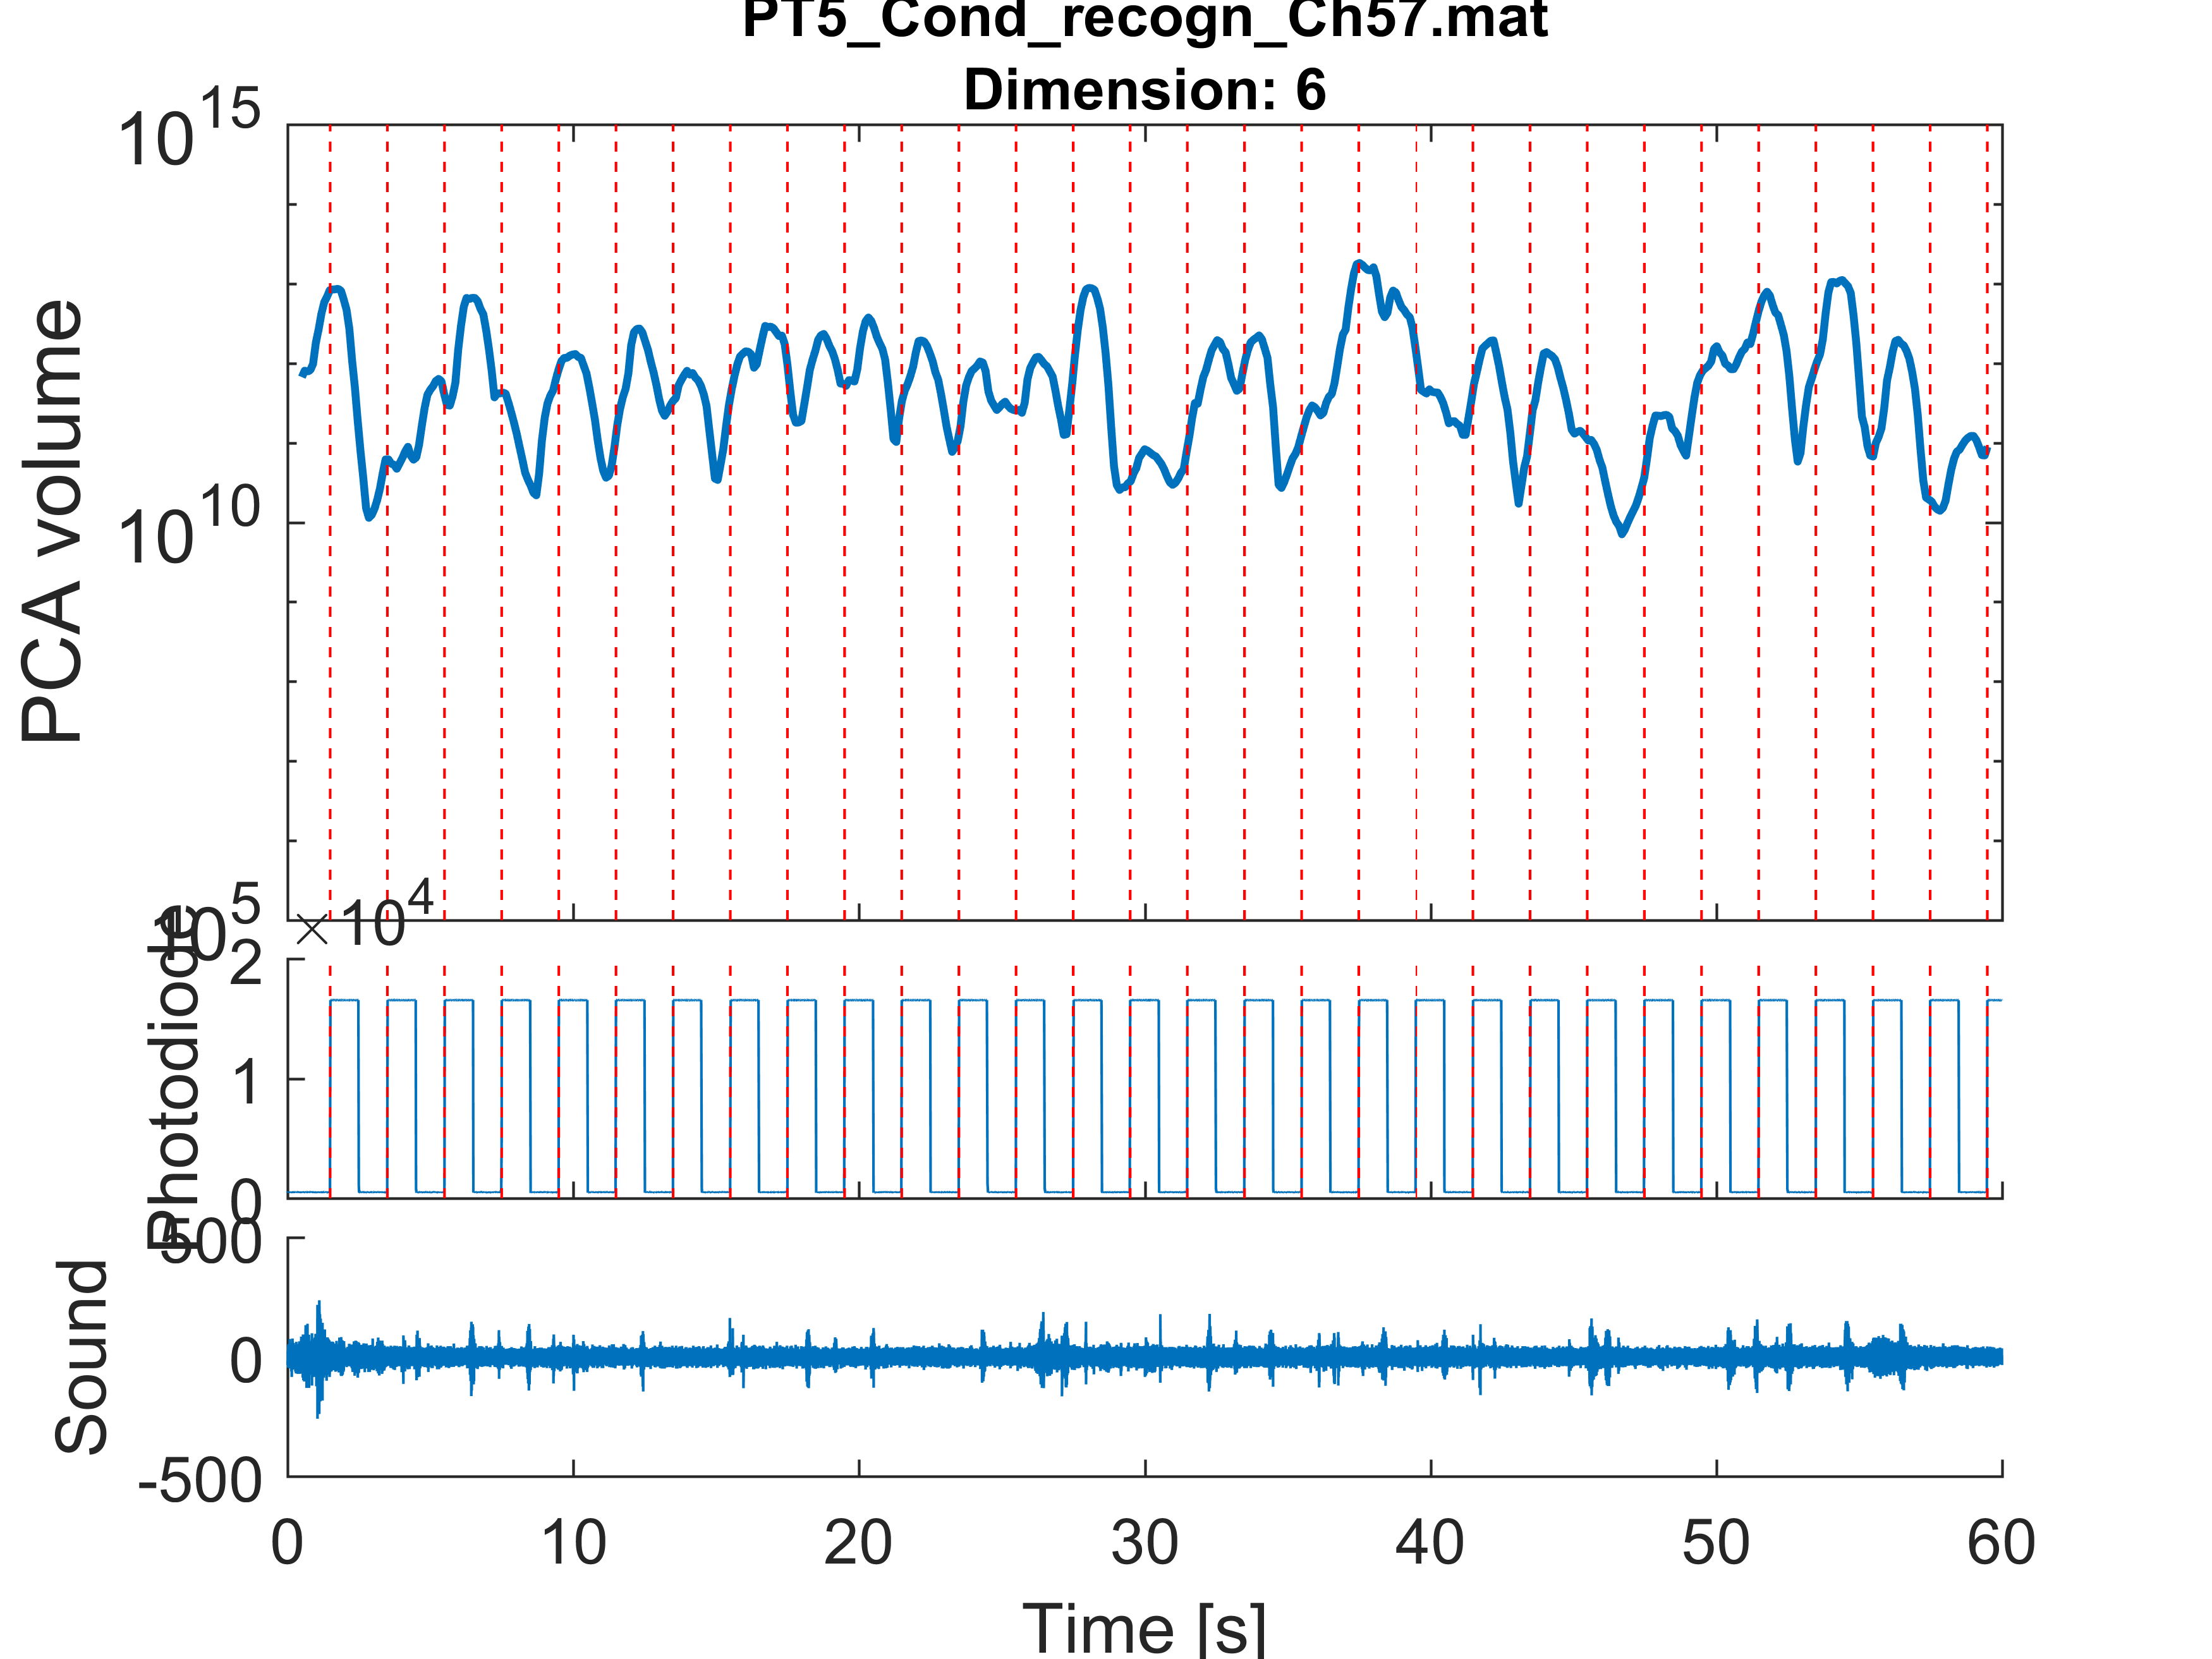 PT5_Cond_recogn_Ch57.mat
Dimension: 6
PCA volume
10^15
10^10
10^5
×10^4
Photodiode
2
1
0
Sound
500
0
-500
0 10 20 30 40 50 60
Time [s]